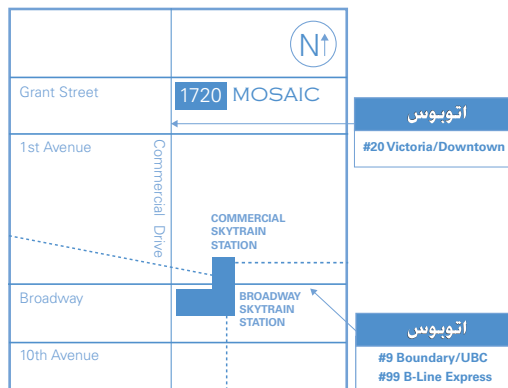 N
Grant Street
1720 MOSAIC
اتوبوس
#20 Victoria/Downtown
1st Avenue
Commercial Drive
COMMERCIAL
SKYTRAIN
STATION
Broadway
BROADWAY
SKYTRAIN
STATION
اتوبوس
#9 Boundary/UBC
#99 B-Line Express
10th Avenue